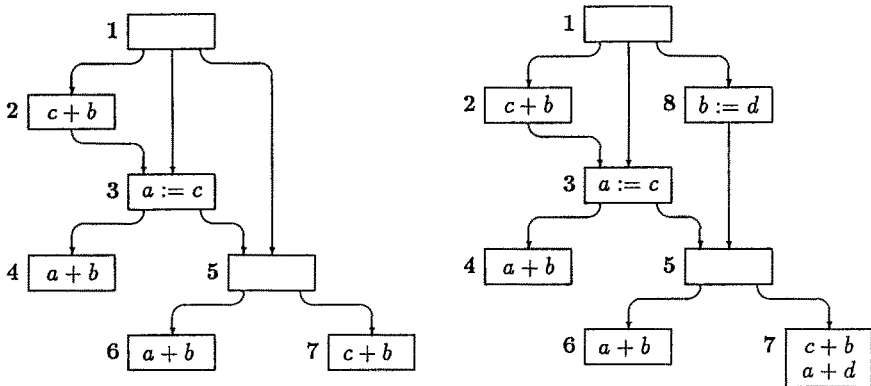 1
2 c + b
3 a := c
4 a + b
5
6 a + b
7 c + b
1
2 c + b
8 b := d
3 a := c
4 a + b
5
6 a + b
7 c + b
a + d